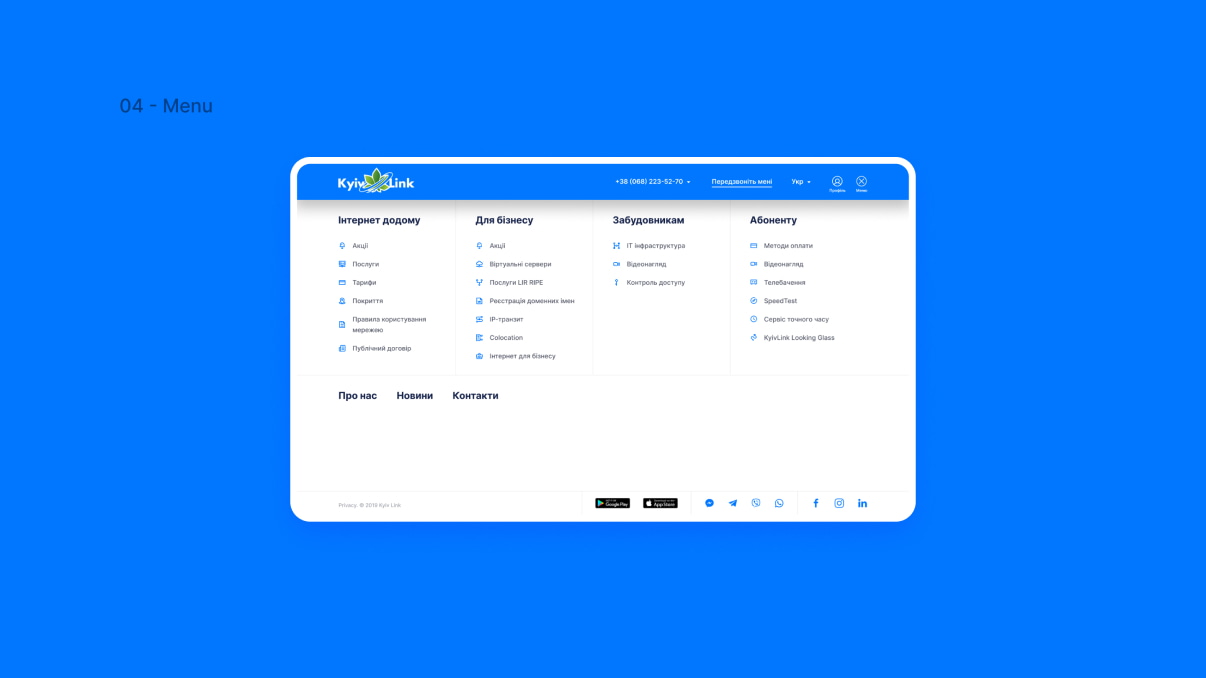 04 - Menu
Kyiv Link
+38 (068) 223-52-70
Передзвоніть мені
Укр
Профіль
Меню
Інтернет додому
Акції
Послуги
Тарифи
Покриття
Правила користування
мережею
Публічний договір
Для бізнесу
Акції
Віртуальні сервери
Послуги LIR RIPE
Реєстрація доменних імен
IP-транзит
Colocation
Інтернет для бізнесу
Забудовникам
IT інфраструктура
Відеонагляд
Контроль доступу
Абоненту
Методи оплати
Відеонагляд
Телебачення
SpeedTest
Сервіс точного часу
KyivLink Looking Glass
Про нас
Новини
Контакти
Privacy. © 2019 Kyiv Link
Google Play
App Store